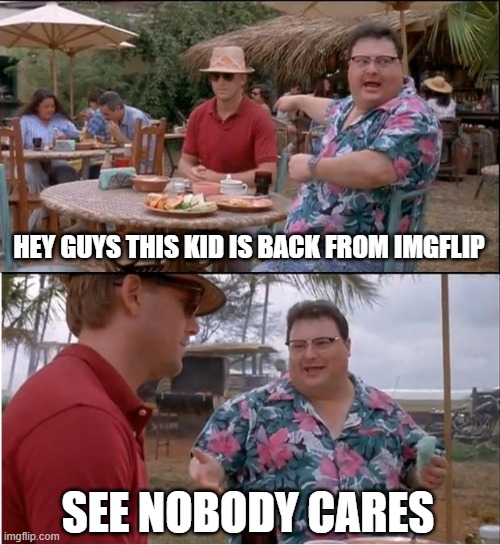 HEY GUYS THIS KID IS BACK FROM IMGFLIP
SEE NOBODY CARES
imgflip.com